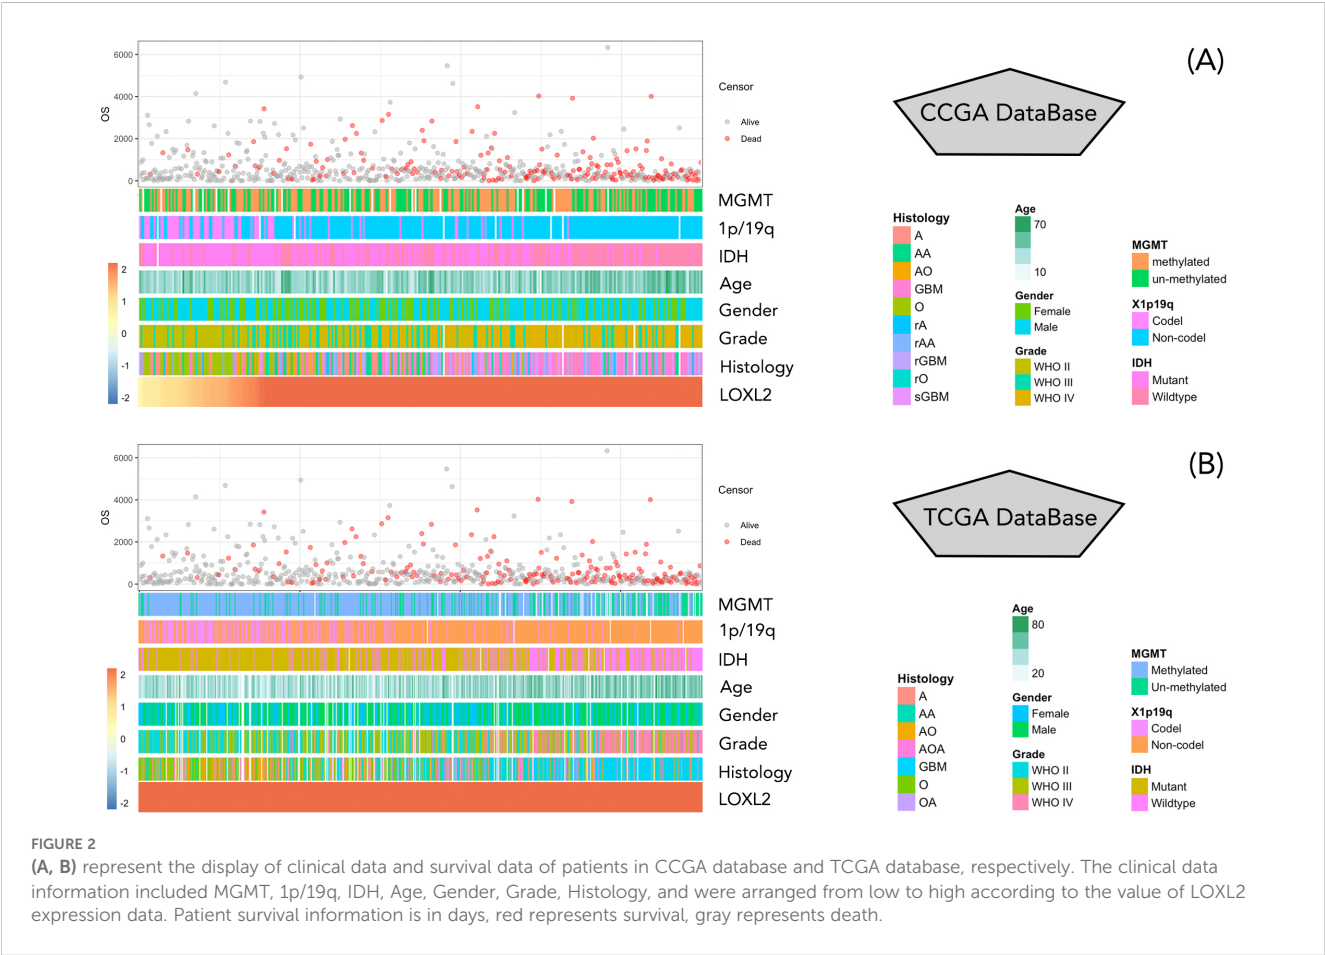 (A)
CCGA DataBase
6000
4000
2000
0
OS
Censor
Alive
Dead
MGMT
1p/19q
IDH
Age
Gender
Grade
Histology
LOXL2
2
1
0
-1
-2
Histology
A
AA
AO
GBM
O
rA
rAA
rGBM
rO
sGBM
Age
70
10
Gender
Female
Male
Grade
WHO II
WHO III
WHO IV
MGMT
methylated
un-methylated
X1p19q
Codel
Non-codel
IDH
Mutant
Wildtype
(B)
TCGA DataBase
6000
4000
2000
0
OS
Censor
Alive
Dead
MGMT
1p/19q
IDH
Age
Gender
Grade
Histology
LOXL2
2
1
0
-1
-2
Histology
A
AA
AO
AOA
GBM
O
OA
Age
80
20
Gender
Female
Male
Grade
WHO II
WHO III
WHO IV
MGMT
Methylated
Un-methylated
X1p19q
Codel
Non-codel
IDH
Mutant
Wildtype
FIGURE 2
(A, B) represent the display of clinical data and survival data of patients in CCGA database and TCGA database, respectively. The clinical data
information included MGMT, 1p/19q, IDH, Age, Gender, Grade, Histology, and were arranged from low to high according to the value of LOXL2
expression data. Patient survival information is in days, red represents survival, gray represents death.